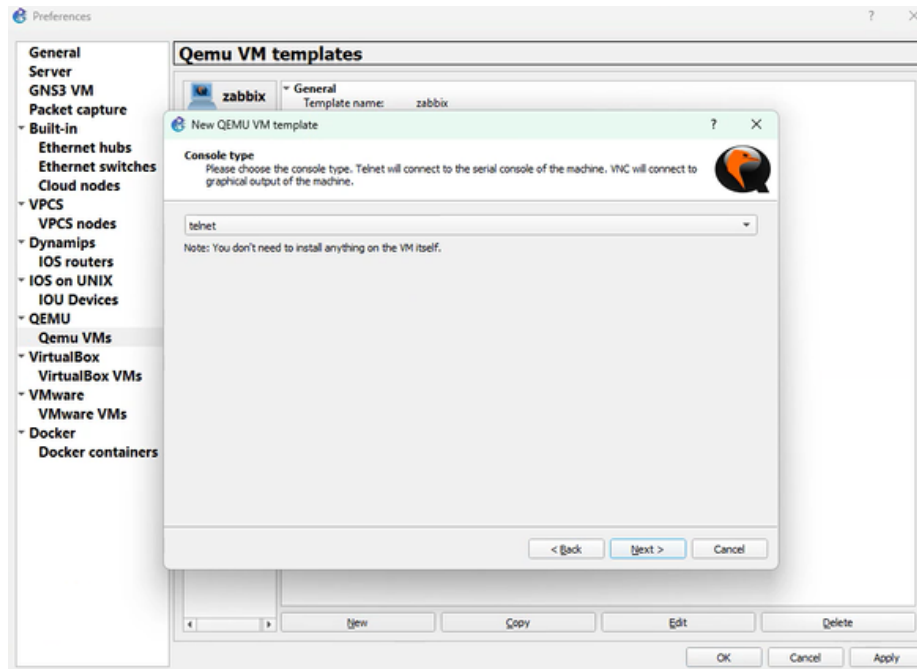 Preferences
General
Server
GNS3 VM
Packet capture
Built-in
Ethernet hubs
Ethernet switches
Cloud nodes
VPCS
VPCS nodes
Dynamips
IOS routers
IOS on UNIX
IOU Devices
QEMU
Qemu VMs
VirtualBox
VirtualBox VMs
VMware
VMware VMs
Docker
Docker containers
Qemu VM templates
zabbix
General
Template name: zabbix
New QEMU VM template
Console type
Please choose the console type. Telnet will connect to the serial console of the machine. VNC will connect to
graphical output of the machine.
telnet
Note: You don't need to install anything on the VM itself.
< Back Next > Cancel
New Copy Edit Delete
OK Cancel Apply